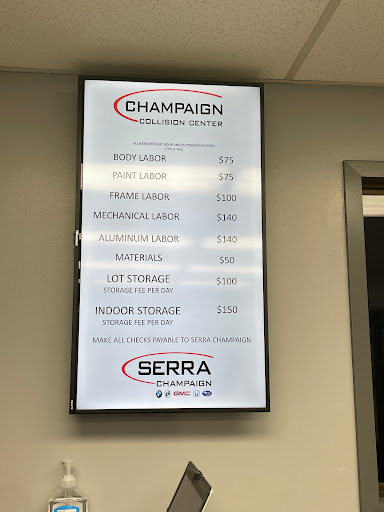 CHAMPAIGN
COLLISION CENTER
BODY LABOR $75
PAINT LABOR $75
FRAME LABOR $100
MECHANICAL LABOR $140
ALUMINUM LABOR $140
MATERIALS $50
LOT STORAGE $100
STORAGE FEE PER DAY
INDOOR STORAGE $150
STORAGE FEE PER DAY
MAKE ALL CHECKS PAYABLE TO SERRA CHAMPAIGN
SERRA
CHAMPAIGN
GMC